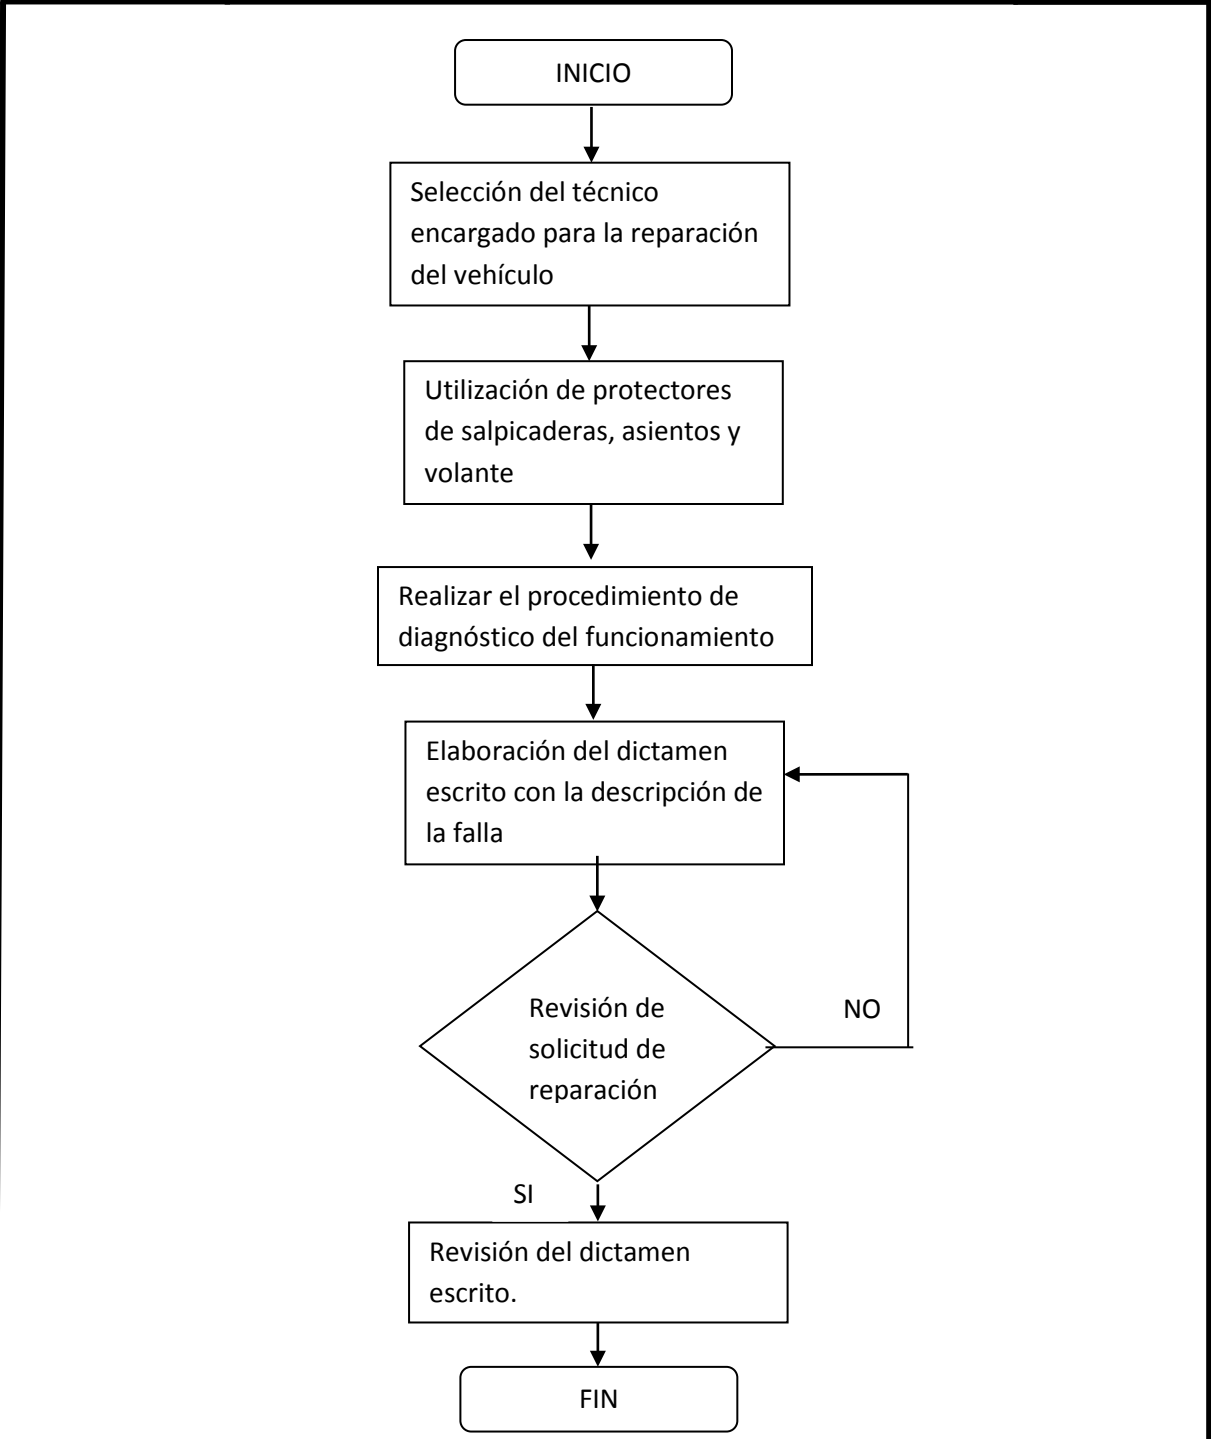 INICIO
Selección del técnico
encargado para la reparación
del vehículo
Utilización de protectores
de salpicaderas, asientos y
volante
Realizar el procedimiento de
diagnóstico del funcionamiento
Elaboración del dictamen
escrito con la descripción de
la falla
Revisión de
solicitud de
reparación
NO
SI
Revisión del dictamen
escrito.
FIN